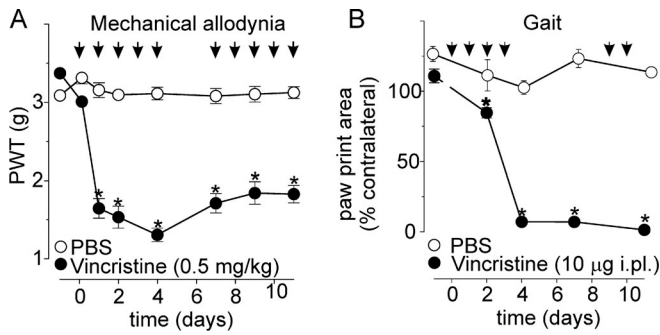 A
Mechanical allodynia
PWT (g)
3
2
1
* * * * * *
PBS
Vincristine (0.5 mg/kg)
0 2 4 6 8 10
time (days)
B
Gait
paw print area
(% contralateral)
100
50
0
* * * *
PBS
Vincristine (10 µg i.pl.)
0 2 4 6 8 10
time (days)